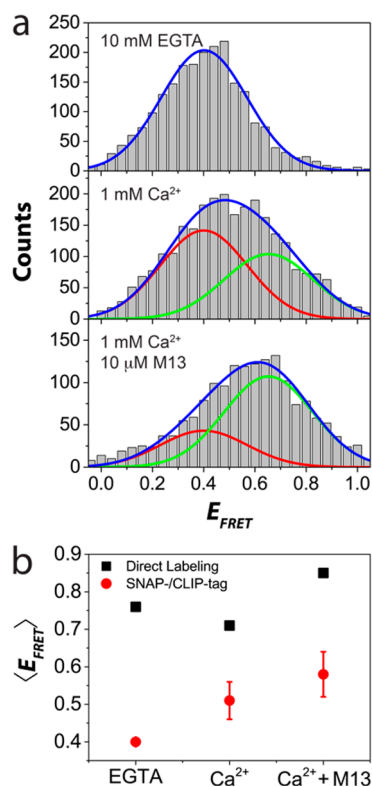 a
250
10 mM EGTA
200
150
100
50
0
200
1 mM Ca²⁺
150
100
50
0
Counts
150
1 mM Ca²⁺
10 μM M13
100
50
0
0.0 0.2 0.4 0.6 0.8 1.0
E_FRET
b
0.9
Direct Labeling
SNAP-/CLIP-tag
0.8
0.7
0.6
0.5
0.4
⟨E_FRET⟩
EGTA Ca²⁺ Ca²⁺ + M13